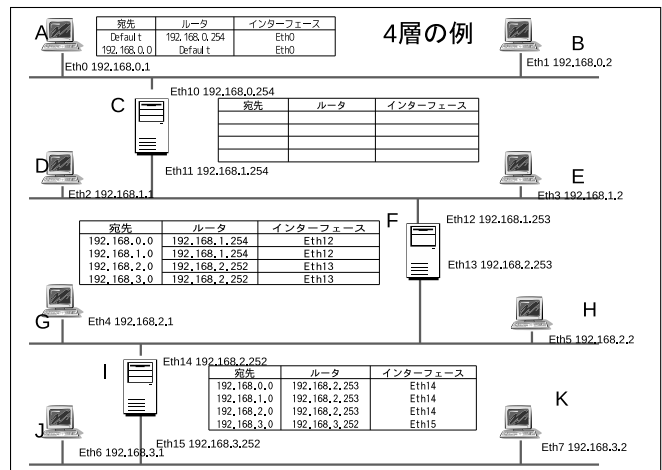 4層の例
A
宛先 ルータ インターフェース
Default 192.168.0.254 Eth0
192.168.0.0 Default Eth0
Eth0 192.168.0.1
B
Eth1 192.168.0.2
Eth10 192.168.0.254
C
宛先 ルータ インターフェース
Eth11 192.168.1.254
D
Eth2 192.168.1.1
E
Eth3 192.168.1.2
F
Eth12 192.168.1.253
Eth13 192.168.2.253
宛先 ルータ インターフェース
192.168.0.0 192.168.1.254 Eth12
192.168.1.0 192.168.1.254 Eth12
192.168.2.0 192.168.2.252 Eth13
192.168.3.0 192.168.2.252 Eth13
G
Eth4 192.168.2.1
H
Eth5 192.168.2.2
I
Eth14 192.168.2.252
宛先 ルータ インターフェース
192.168.0.0 192.168.2.253 Eth14
192.168.1.0 192.168.2.253 Eth14
192.168.2.0 192.168.2.253 Eth14
192.168.3.0 192.168.3.252 Eth15
Eth15 192.168.3.252
J
Eth6 192.168.3.1
K
Eth7 192.168.3.2